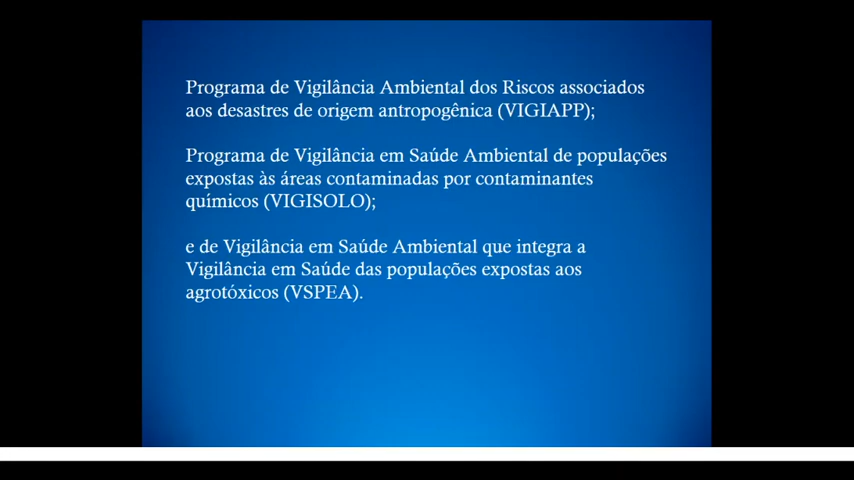 Programa de Vigilância Ambiental dos Riscos associados
aos desastres de origem antropogênica (VIGIAPP);
Programa de Vigilância em Saúde Ambiental de populações
expostas às áreas contaminadas por contaminantes
químicos (VIGISOLO);
e de Vigilância em Saúde Ambiental que integra a
Vigilância em Saúde das populações expostas aos
agrotóxicos (VSPEA).